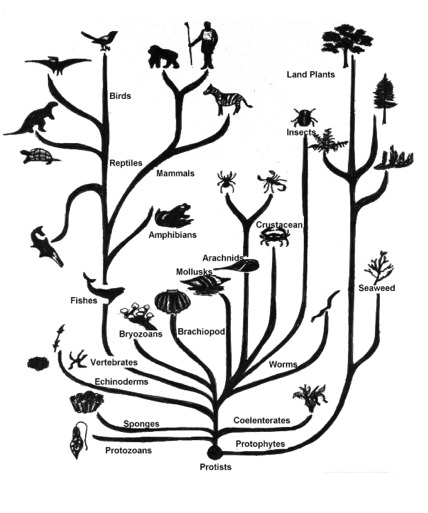 Land Plants
Birds
Insects
Reptiles
Mammals
Crustacean
Amphibians
Arachnids
Mollusks
Seaweed
Fishes
Bryozoans
Brachiopod
Vertebrates
Worms
Echinoderms
Sponges
Coelenterates
Protophytes
Protozoans
Protists